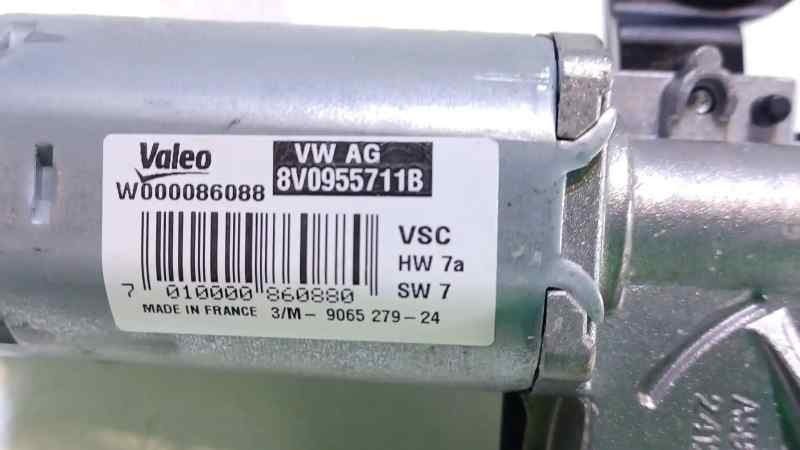 Valeo
VW AG
W000086088
8V0955711B
VSC
HW 7a
7 010000 860880
SW 7
MADE IN FRANCE 3/M- 9065 279-24